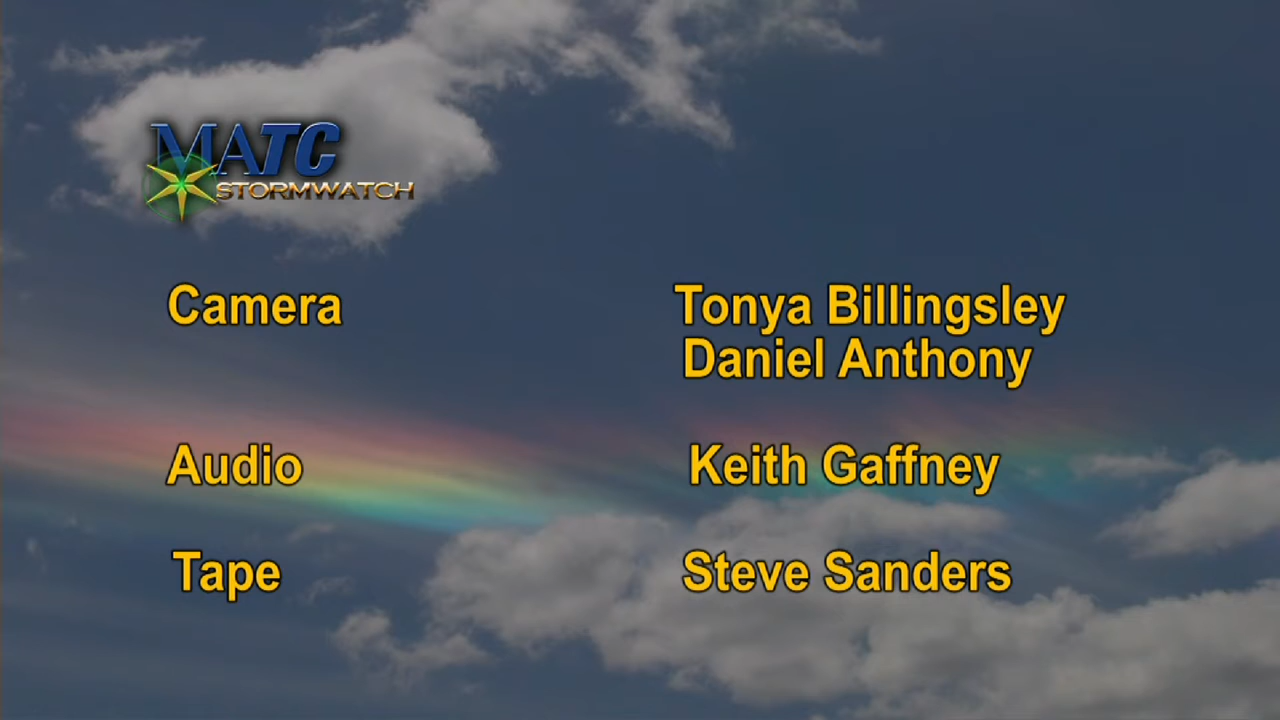 MATC
STORMWATCH
Camera Tonya Billingsley
Daniel Anthony
Audio Keith Gaffney
Tape Steve Sanders